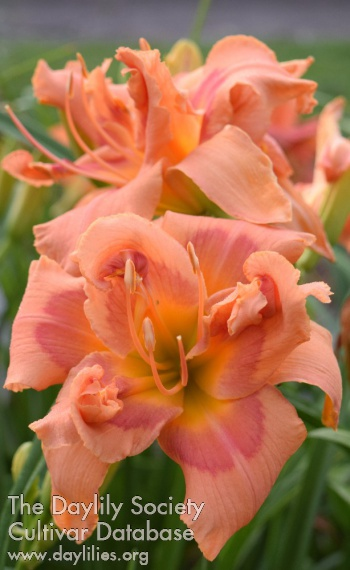 The Daylily Society
Cultivar Database
www.daylilies.org